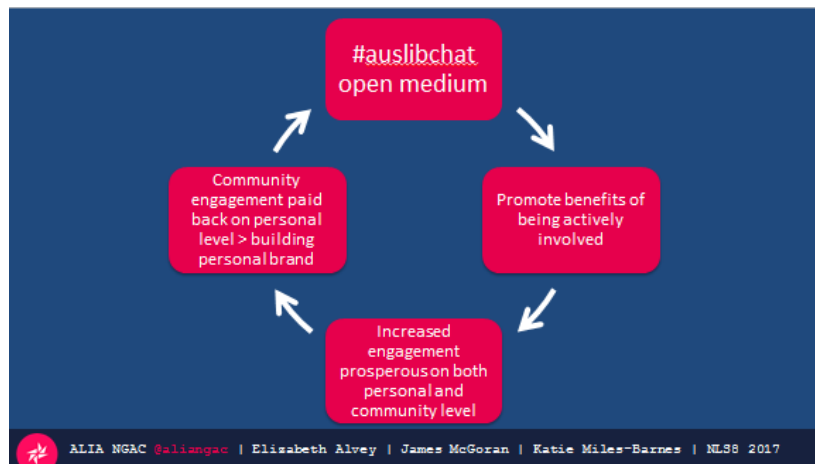 #auslibchat
open medium
Promote benefits of
being actively
involved
Increased
engagement
prosperous on both
personal and
community level
Community
engagement paid
back on personal
level > building
personal brand
ALIA NGAC @aliangac | Elizabeth Alvey | James McGoran | Katie Miles-Barnes | NLS8 2017